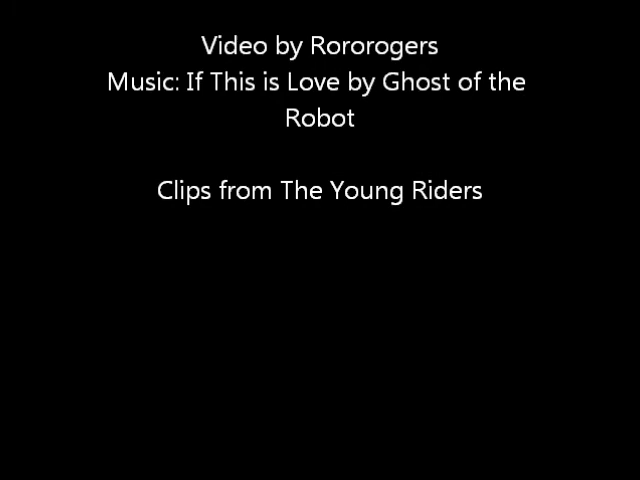 Video by Rororogers
Music: If This is Love by Ghost of the
Robot
Clips from The Young Riders